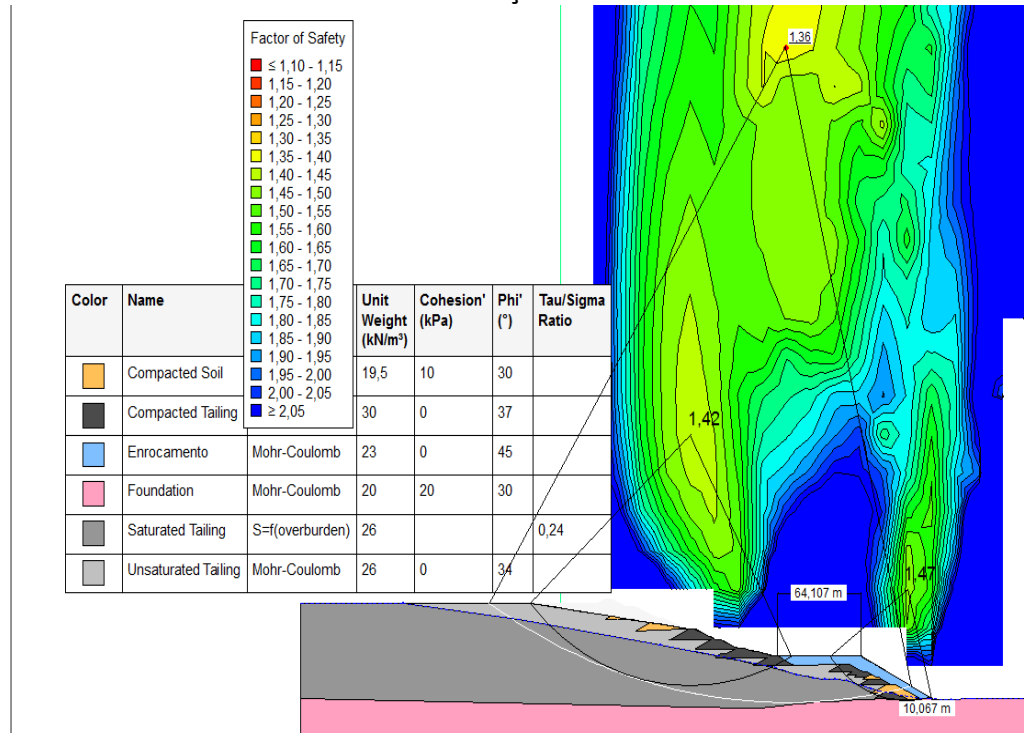 Factor of Safety
≤ 1,10 - 1,15
1,15 - 1,20
1,20 - 1,25
1,25 - 1,30
1,30 - 1,35
1,35 - 1,40
1,40 - 1,45
1,45 - 1,50
1,50 - 1,55
1,55 - 1,60
1,60 - 1,65
1,65 - 1,70
1,70 - 1,75
1,75 - 1,80
1,80 - 1,85
1,85 - 1,90
1,90 - 1,95
1,95 - 2,00
2,00 - 2,05
≥ 2,05
1,36
Color Name Unit Weight (kN/m³) Cohesion' (kPa) Phi' (°) Tau/Sigma Ratio
Compacted Soil 19,5 10 30
Compacted Tailing 30 0 37
Enrocamento Mohr-Coulomb 23 0 45
Foundation Mohr-Coulomb 20 20 30
Saturated Tailing S=f(overburden) 26 0,24
Unsaturated Tailing Mohr-Coulomb 26 0 34
1,42
1,47
64,107 m
10,067 m